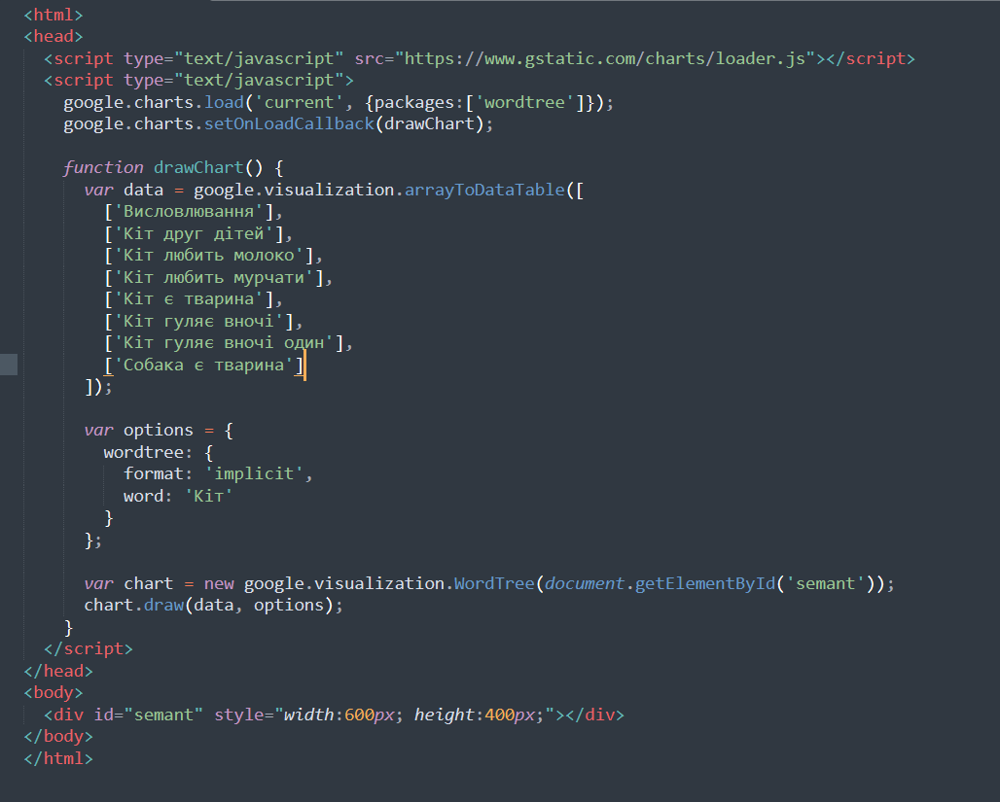 <html>
<head>
<script type="text/javascript" src="https://www.gstatic.com/charts/loader.js"></script>
<script type="text/javascript">
google.charts.load('current', {packages:['wordtree']});
google.charts.setOnLoadCallback(drawChart);
function drawChart() {
var data = google.visualization.arrayToDataTable([
['Висловлювання'],
['Кіт друг дітей'],
['Кіт любить молоко'],
['Кіт любить мурчати'],
['Кіт є тварина'],
['Кіт гуляє вночі'],
['Кіт гуляє вночі один'],
['Собака є тварина']
]);
var options = {
wordtree: {
format: 'implicit',
word: 'Кіт'
}
};
var chart = new google.visualization.WordTree(document.getElementById('semant'));
chart.draw(data, options);
}
</script>
</head>
<body>
<div id="semant" style="width:600px; height:400px;"></div>
</body>
</html>